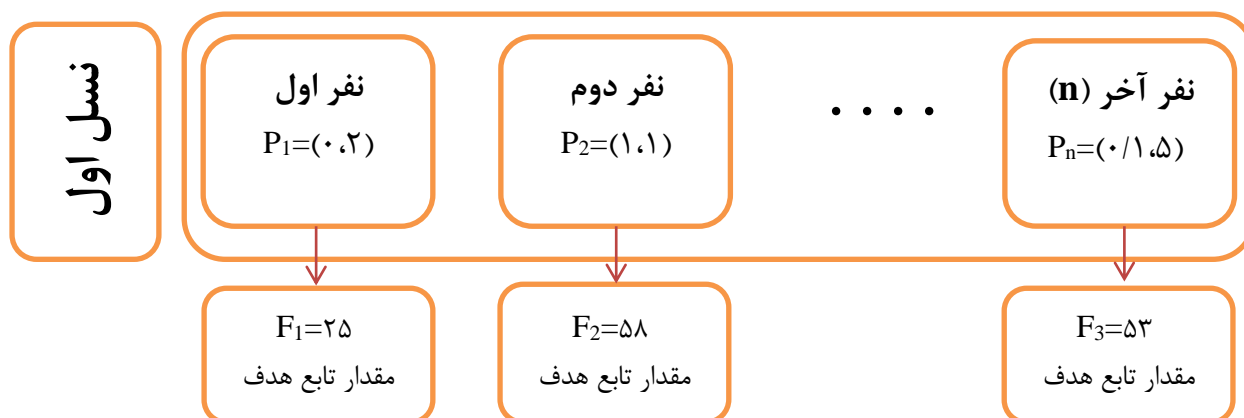 نسل اول
نفر اول
P1=(۰،۲)
نفر دوم
P2=(۱،۱)
. . . .
نفر آخر (n)
Pn=(۰/۱،۵)
F1=۲۵
مقدار تابع هدف
F2=۵۸
مقدار تابع هدف
F3=۵۳
مقدار تابع هدف